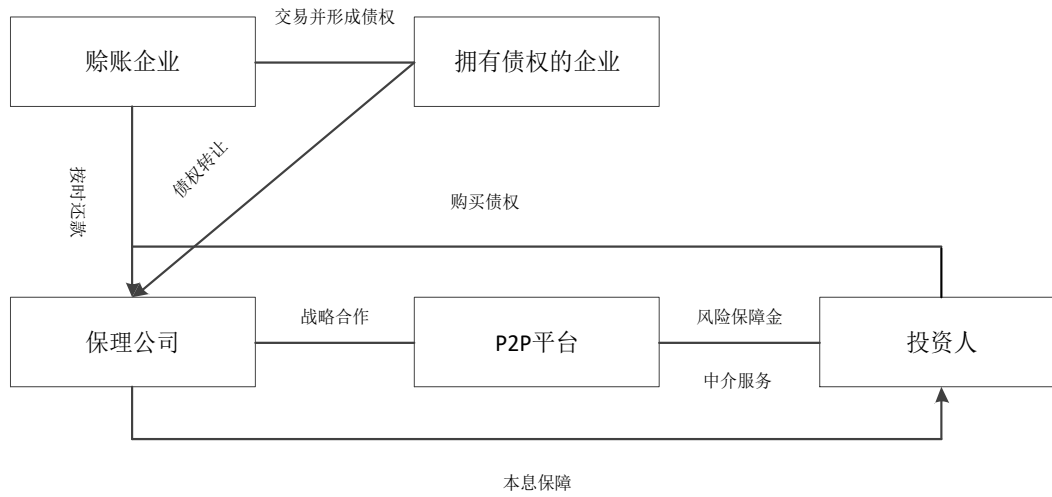 交易并形成债权
赊账企业
拥有债权的企业
债权转让
按时还款
购买债权
保理公司
战略合作
P2P平台
风险保障金
中介服务
投资人
本息保障